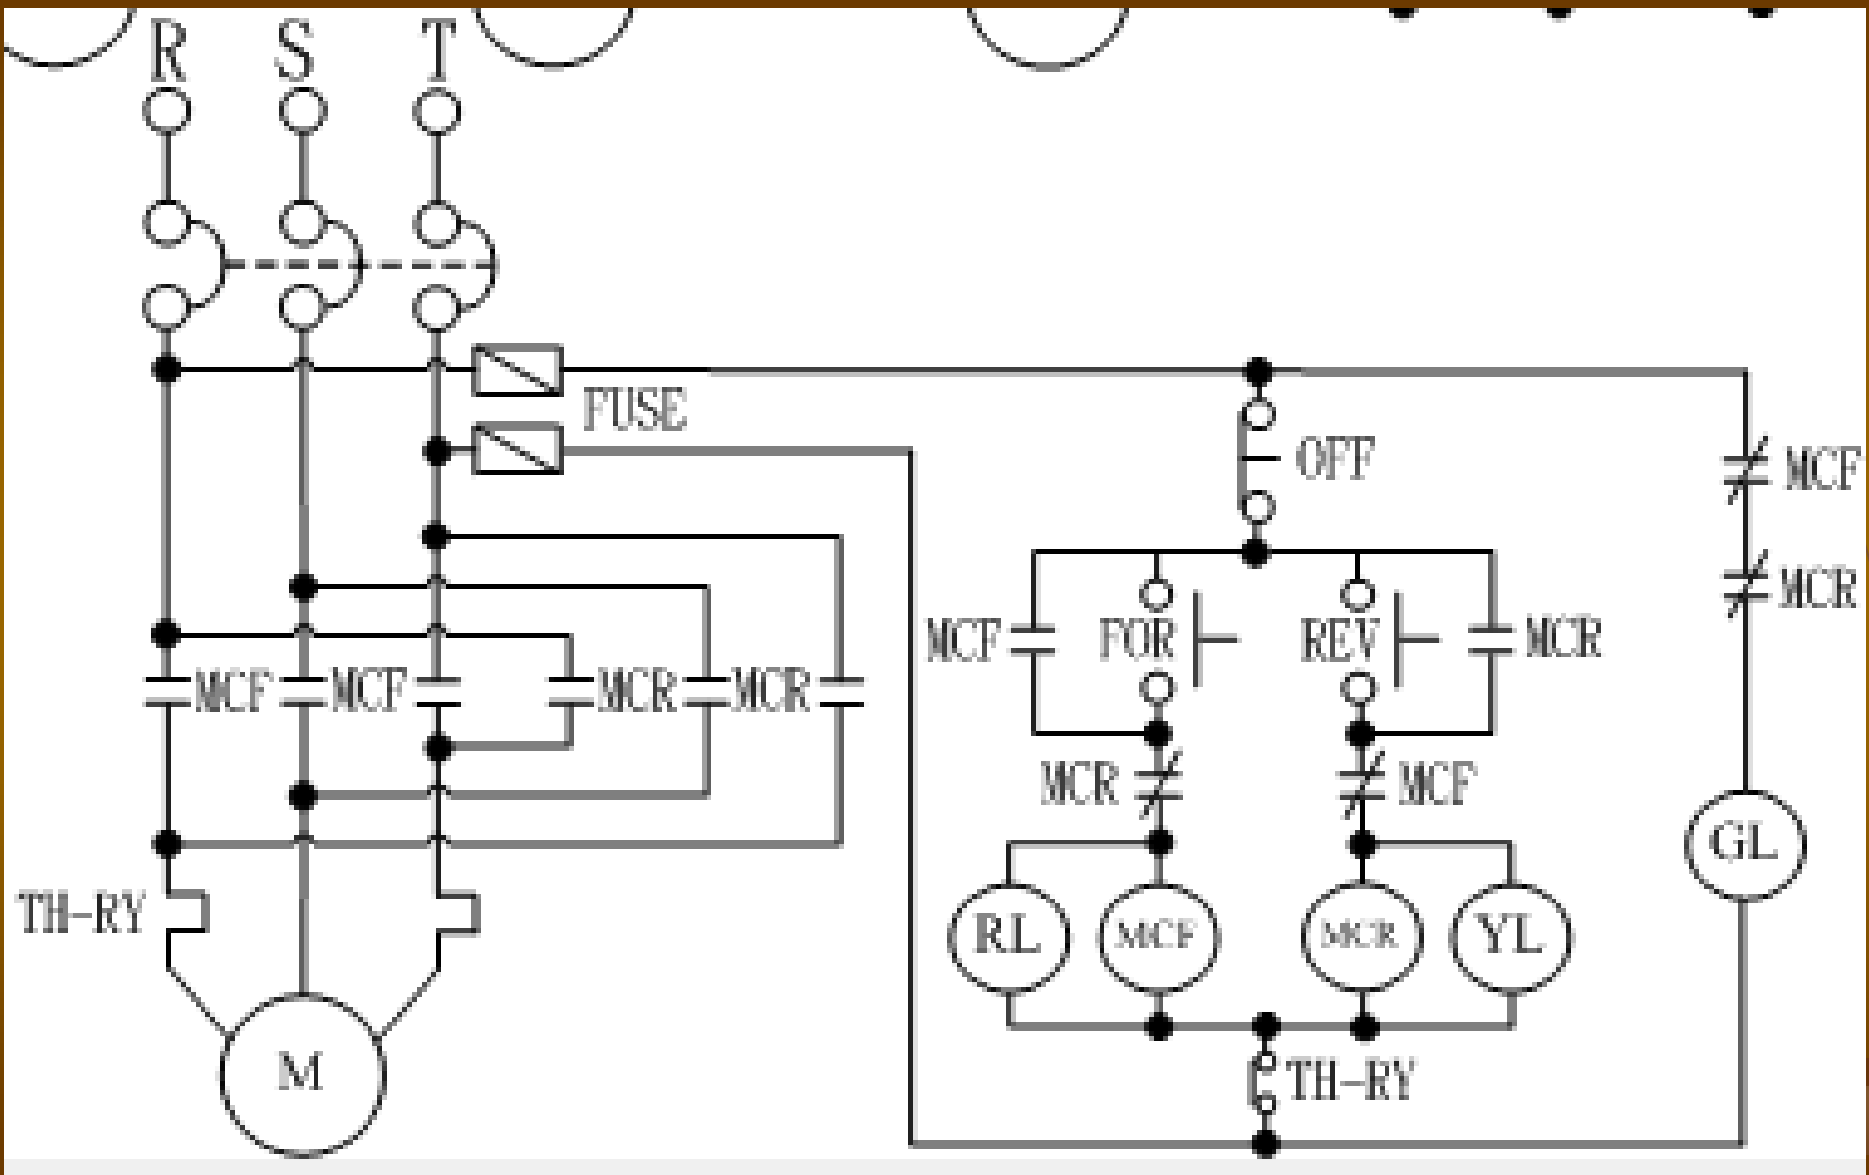 R S T
FUSE
OFF
MCF
MCR
MCF FOR REV MCR
MCF MCF MCR MCR
MCR MCF
GL
TH-RY
RL MCF MCR YL
M
TH-RY